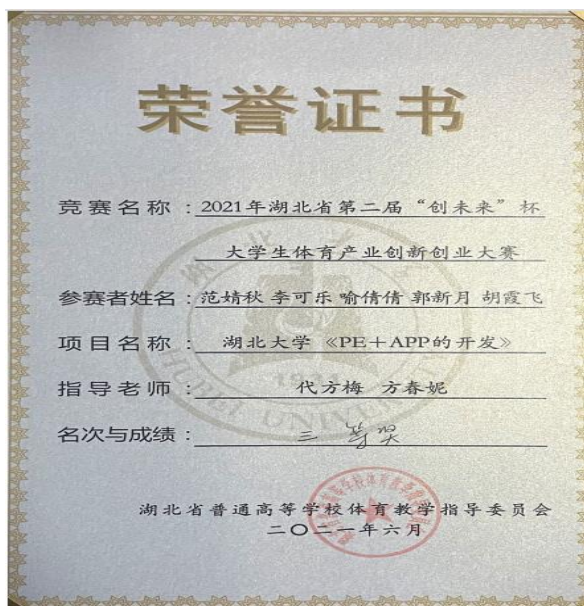 荣誉证书
竞赛名称：2021年湖北省第二届“创未来”杯
大学生体育产业创新创业大赛
参赛者姓名：范婧秋 李可乐 喻倩倩 郭新月 胡霞飞
项目名称：湖北大学《PE＋APP的开发》
指导老师：代方梅 方春妮
名次与成绩：三等奖
湖北省普通高等学校体育教学指导委员会
二〇二一年六月